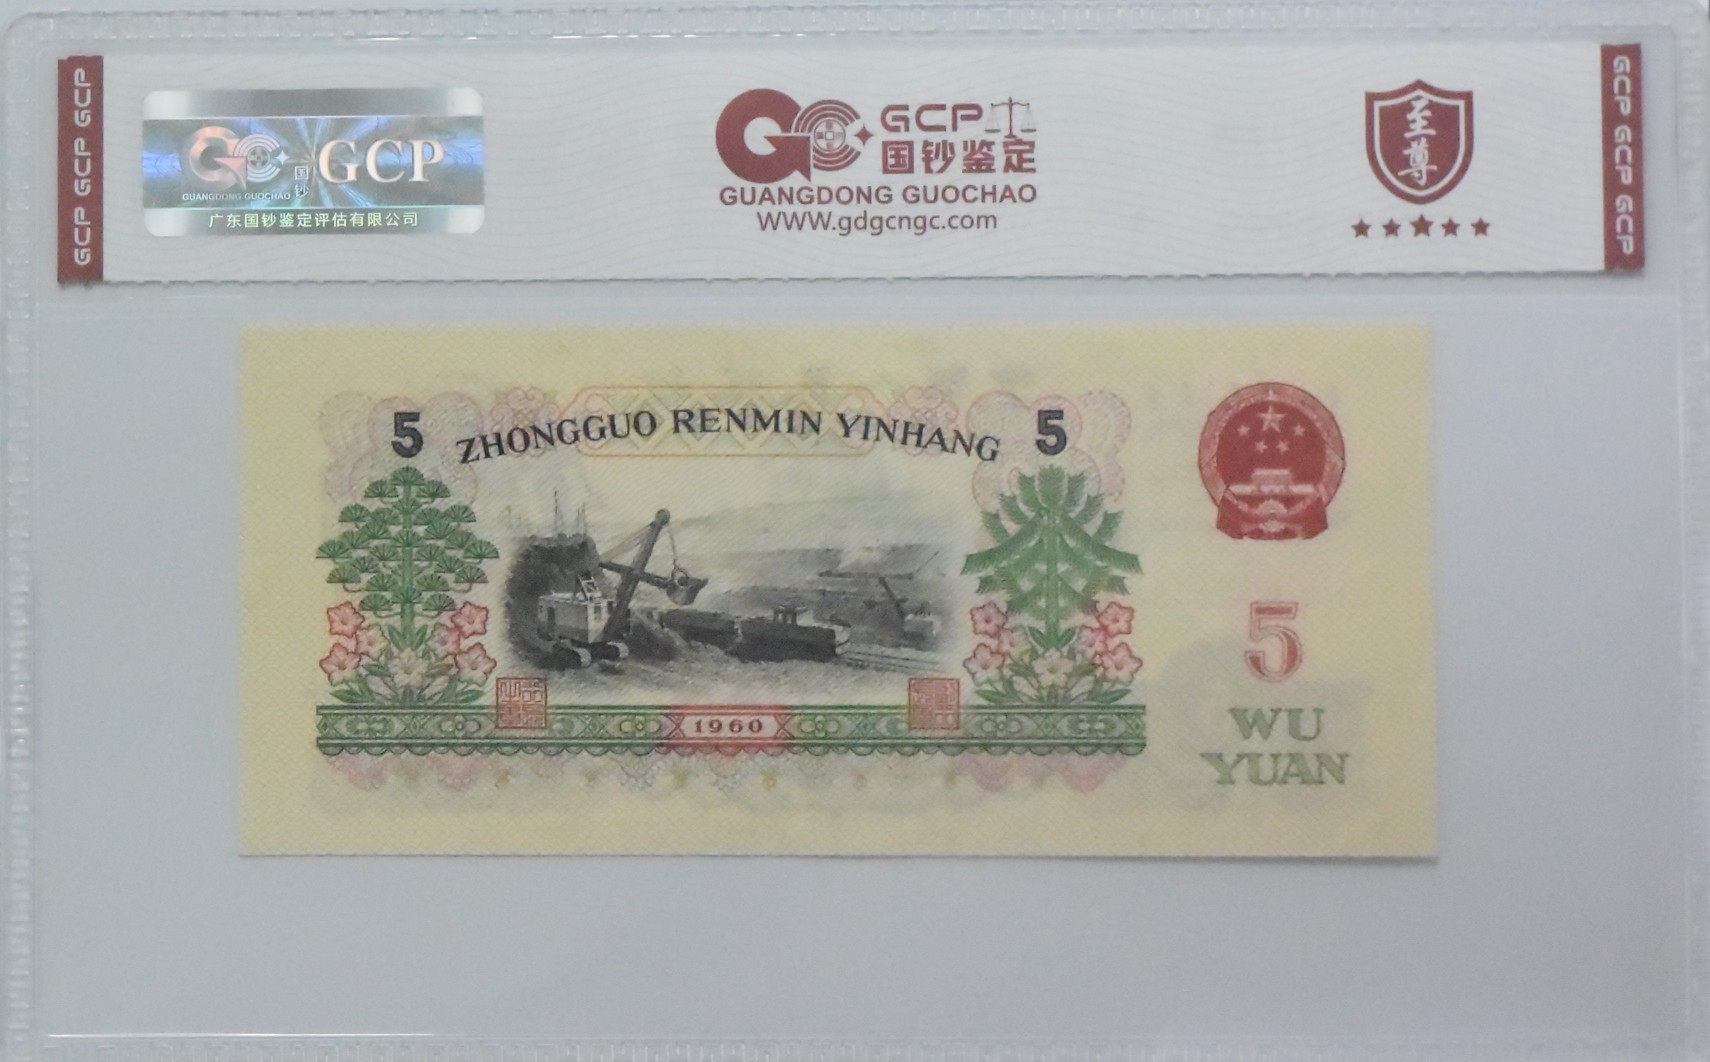 GCP GCP GCP
GUANGDONG GUOCHAO
国钞
GCP
广东国钞鉴定评估有限公司
GCP
国钞鉴定
GUANGDONG GUOCHAO
WWW.gdgcngc.com
至尊
GCP GCP GCP
5 ZHONGGUO RENMIN YINHANG 5
1960
5
WU
YUAN